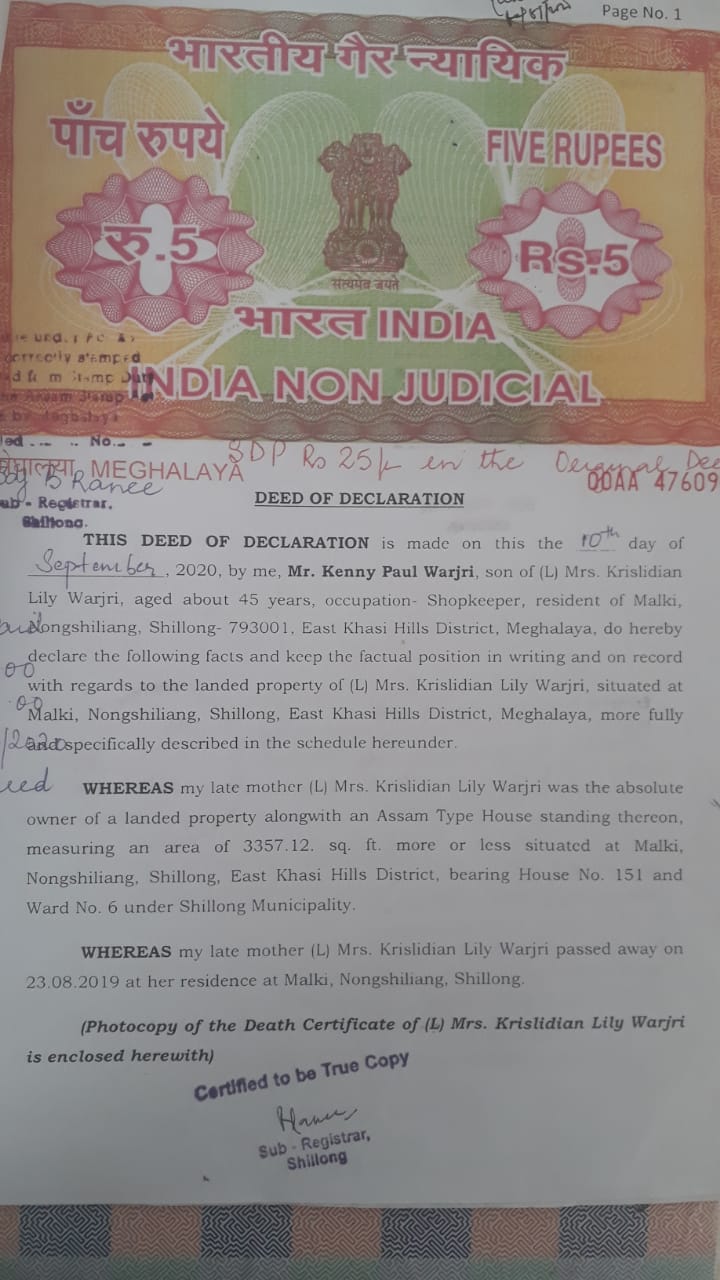 Page No. 1
भारतीय गैर न्यायिक
पाँच रुपये
FIVE RUPEES
रु.5
Rs.5
सत्यमेव जयते
भारत INDIA
INDIA NON JUDICIAL
correctly stamped
No.
SDP Rs 25/- in the Original Dee
MEGHALAYA
00AA 47609
B Ranee
ub - Registrar,
Shillong.
DEED OF DECLARATION
THIS DEED OF DECLARATION is made on this the 10th day of
September, 2020, by me, Mr. Kenny Paul Warjri, son of (L) Mrs. Krislidian
Lily Warjri, aged about 45 years, occupation- Shopkeeper, resident of Malki,
Nongshiliang, Shillong- 793001, East Khasi Hills District, Meghalaya, do hereby
declare the following facts and keep the factual position in writing and on record
00
with regards to the landed property of (L) Mrs. Krislidian Lily Warjri, situated at
00
Malki, Nongshiliang, Shillong, East Khasi Hills District, Meghalaya, more fully
/2020
and specifically described in the schedule hereunder.
eed
WHEREAS my late mother (L) Mrs. Krislidian Lily Warjri was the absolute
owner of a landed property alongwith an Assam Type House standing thereon,
measuring an area of 3357.12. sq. ft. more or less situated at Malki,
Nongshiliang, Shillong, East Khasi Hills District, bearing House No. 151 and
Ward No. 6 under Shillong Municipality.
WHEREAS my late mother (L) Mrs. Krislidian Lily Warjri passed away on
23.08.2019 at her residence at Malki, Nongshiliang, Shillong.
(Photocopy of the Death Certificate of (L) Mrs. Krislidian Lily Warjri
is enclosed herewith)
Certified to be True Copy
Sub - Registrar,
Shillong